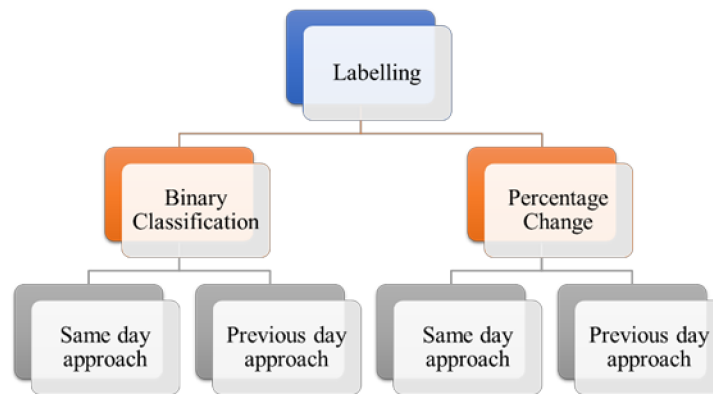 Labelling
Binary
Classification
Percentage
Change
Same day
approach
Previous day
approach
Same day
approach
Previous day
approach